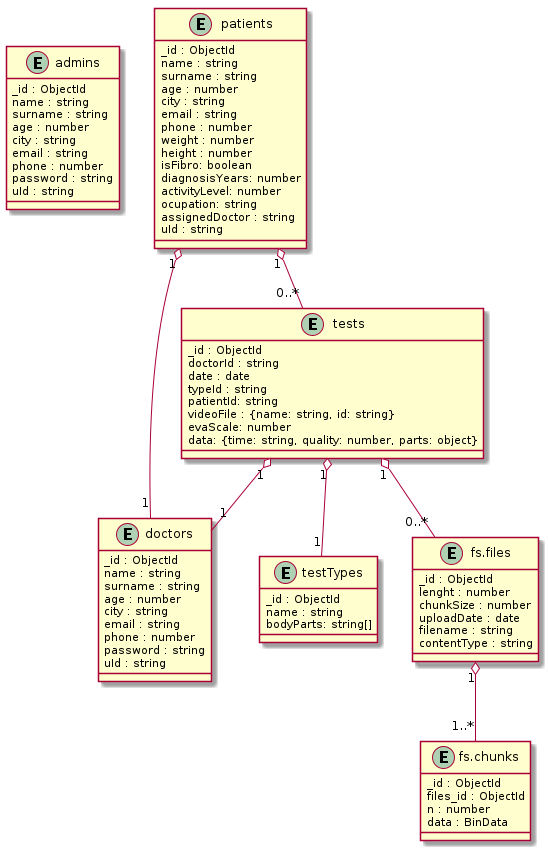 E patients
_id : ObjectId
name : string
surname : string
age : number
city : string
email : string
phone : number
weight : number
height : number
isFibro: boolean
diagnosisYears: number
activityLevel: number
ocupation: string
assignedDoctor : string
uId : string
E admins
_id : ObjectId
name : string
surname : string
age : number
city : string
email : string
phone : number
password : string
uId : string
1
1
0..*
E tests
_id : ObjectId
doctorId : string
date : date
typeId : string
patientId: string
videoFile : {name: string, id: string}
evaScale: number
data: {time: string, quality: number, parts: object}
1
1
1
1
1
1
0..*
E doctors
_id : ObjectId
name : string
surname : string
age : number
city : string
email : string
phone : number
password : string
uId : string
E testTypes
_id : ObjectId
name : string
bodyParts: string[]
E fs.files
_id : ObjectId
lenght : number
chunkSize : number
uploadDate : date
filename : string
contentType : string
1
1..*
E fs.chunks
_id : ObjectId
files_id : ObjectId
n : number
data : BinData